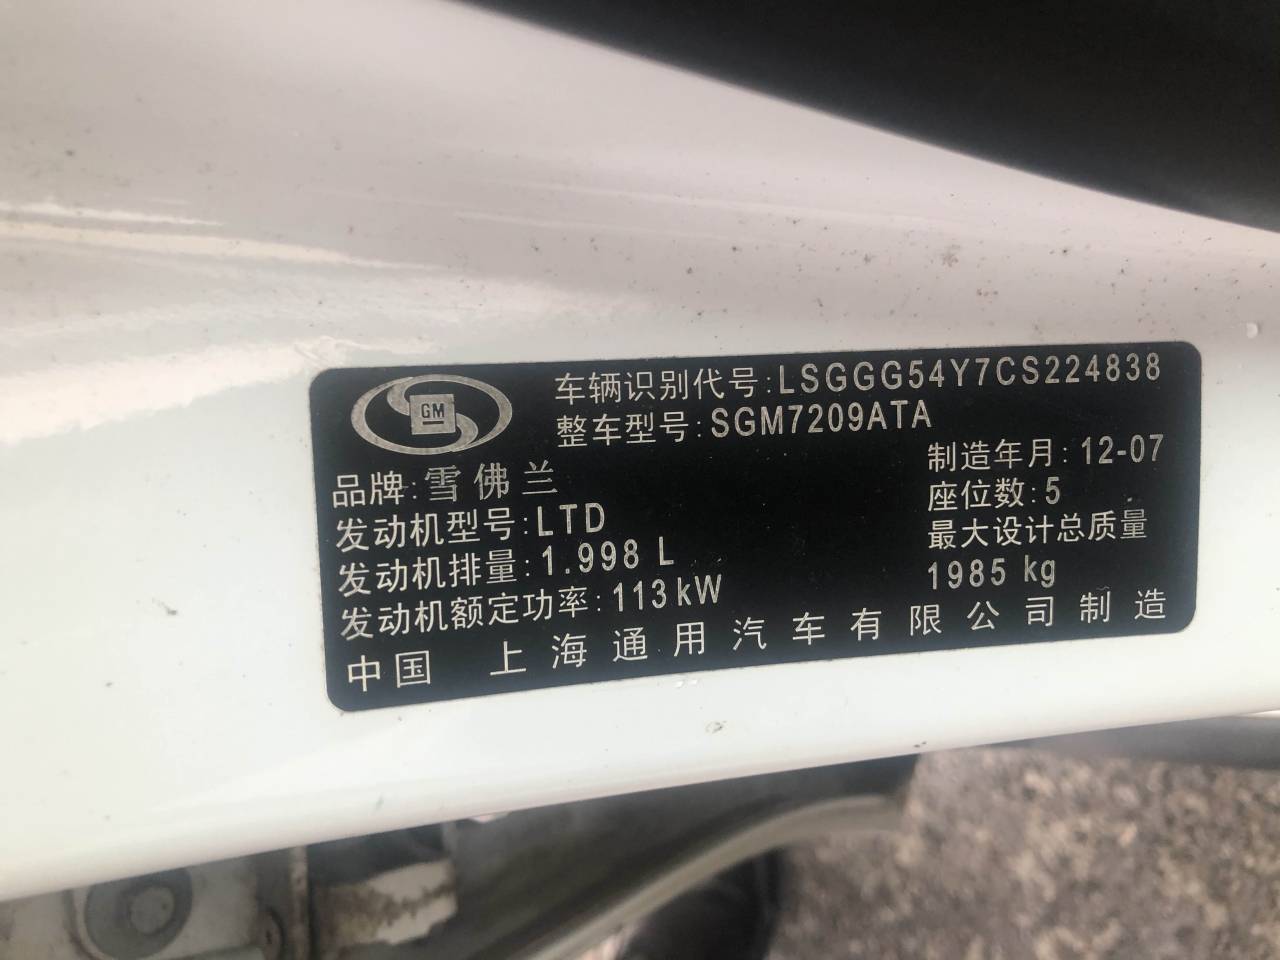 GM
车辆识别代号:LSGGG54Y7CS224838
整车型号:SGM7209ATA
品牌:雪佛兰
制造年月:12-07
发动机型号:LTD
座位数:5
发动机排量:1.998 L
最大设计总质量
发动机额定功率:113kW
1985 kg
中国 上海通用汽车有限公司制造